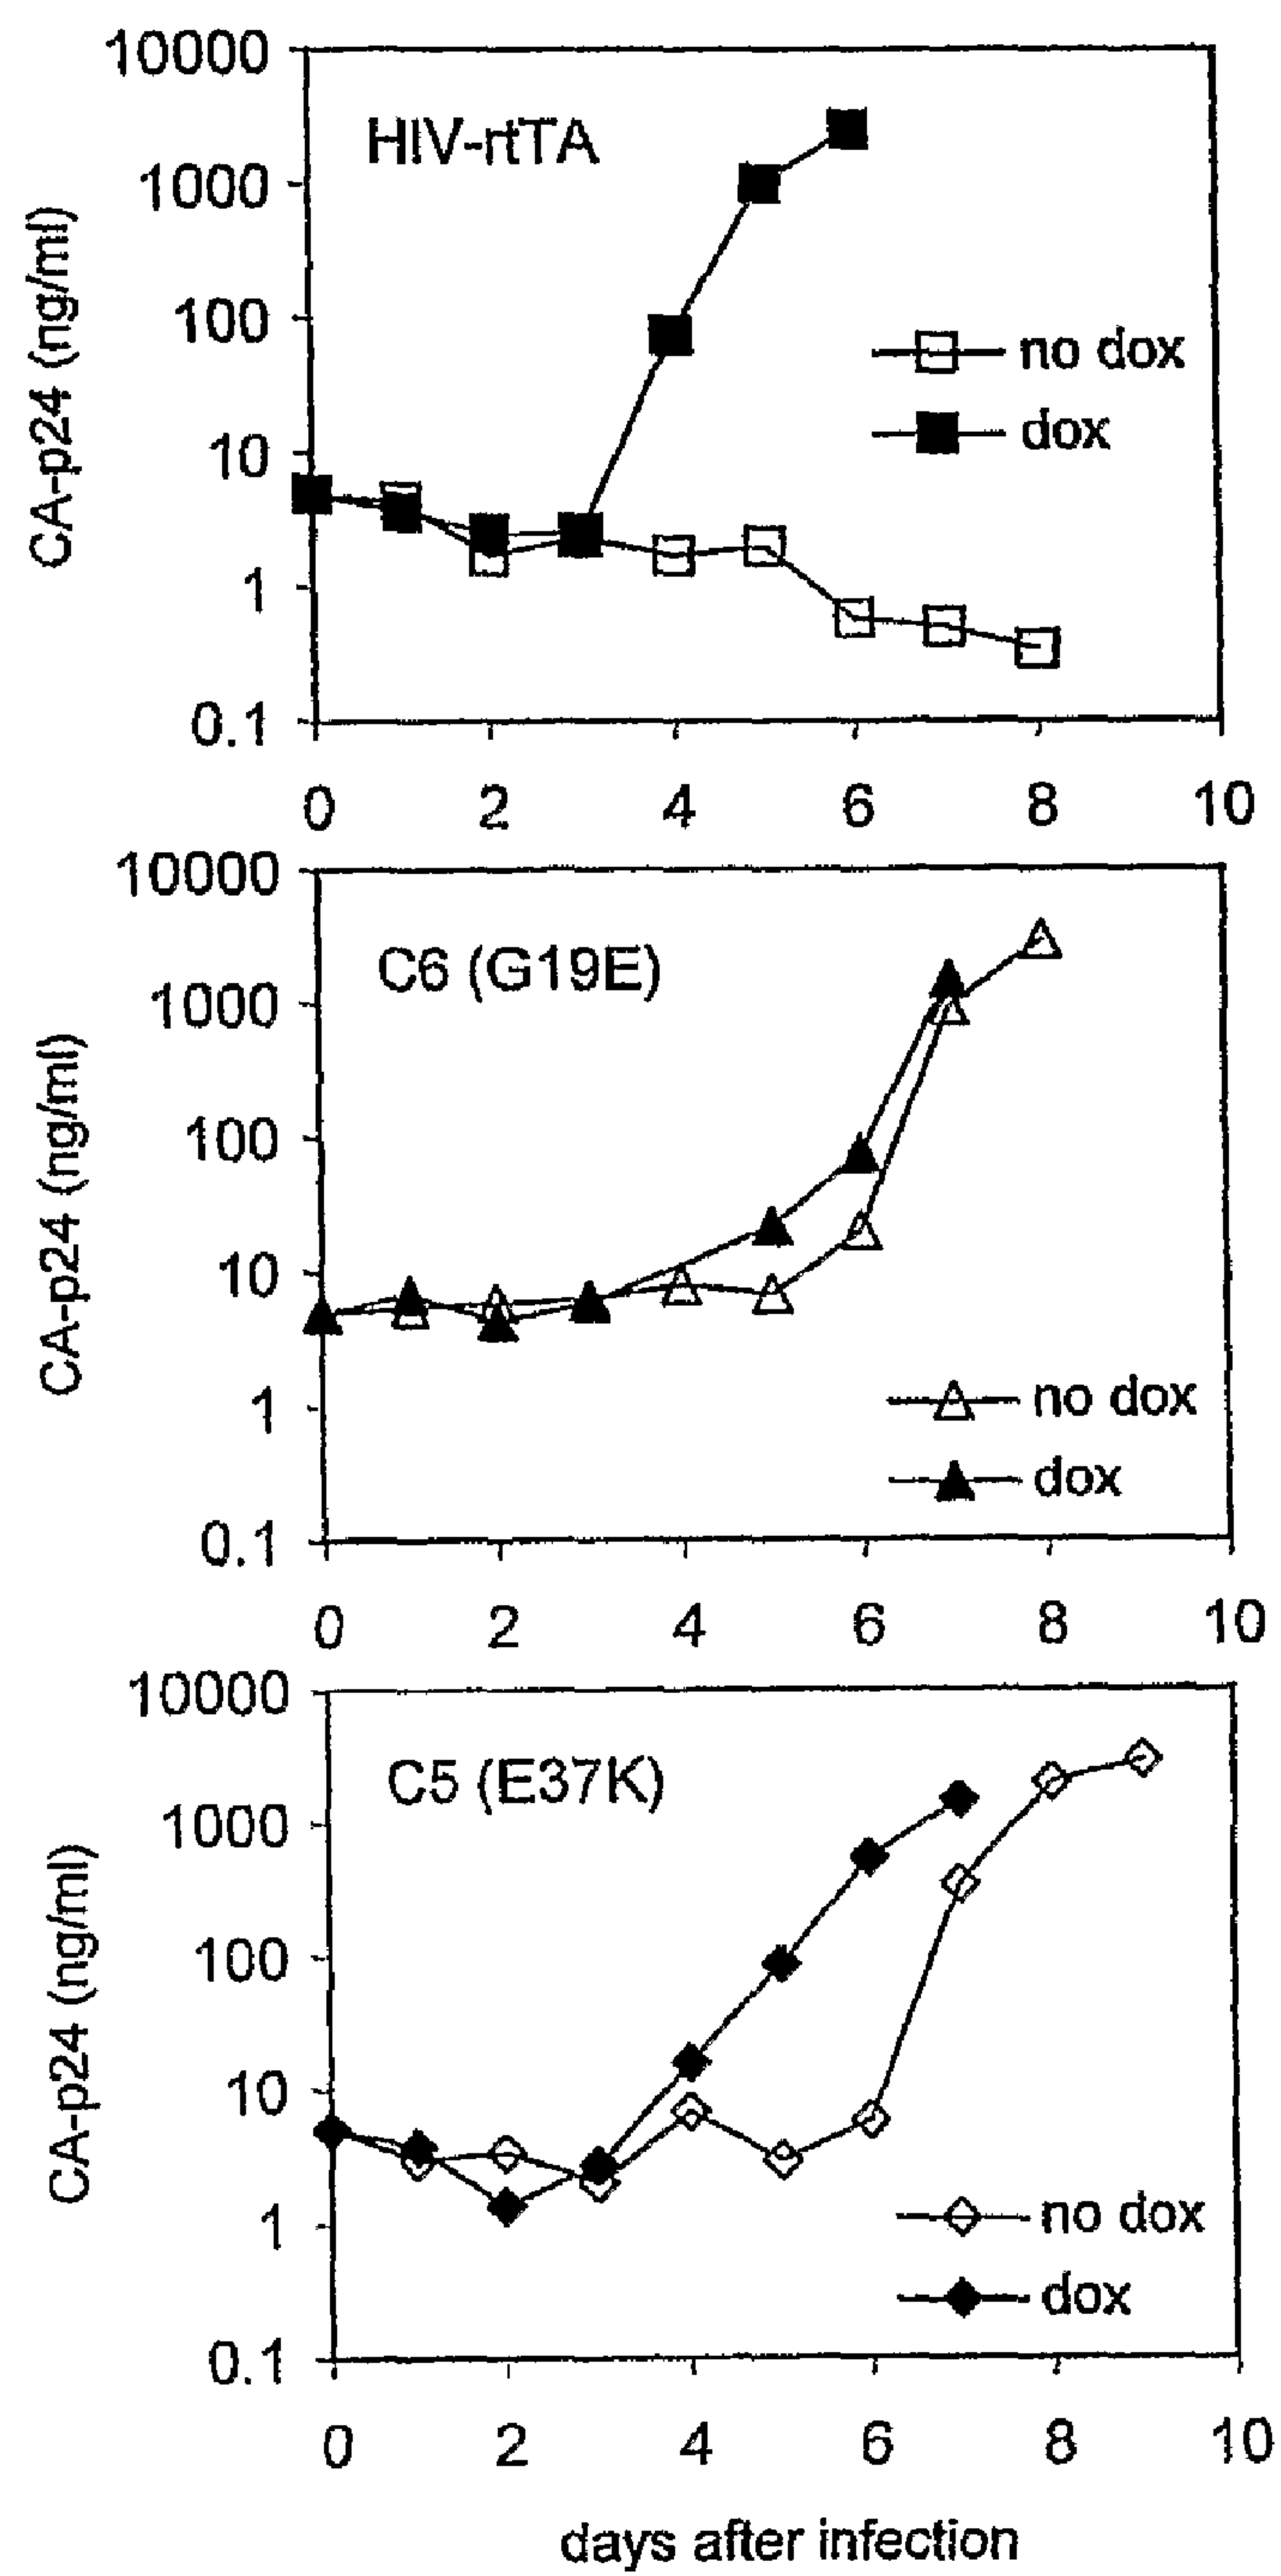 10000
HIV-rtTA
1000
CA-p24 (ng/ml)
100
no dox
dox
10
1
0.1
0 2 4 6 8 10
10000
C6 (G19E)
1000
CA-p24 (ng/ml)
100
10
1
no dox
dox
0.1
0 2 4 6 8 10
10000
C5 (E37K)
1000
CA-p24 (ng/ml)
100
10
1
no dox
dox
0.1
0 2 4 6 8 10
days after infection